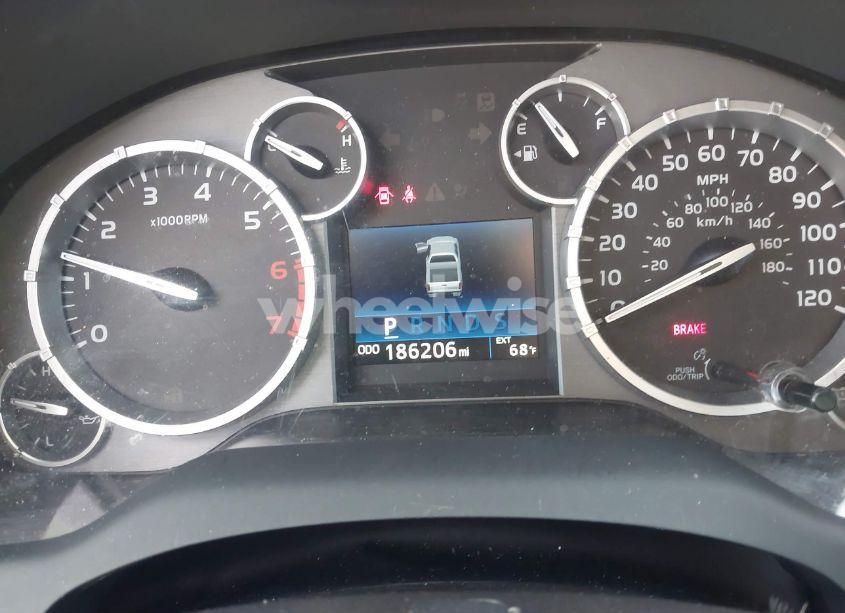 0 1 2 3 4 5 6 7
x1000RPM
H
C
H
L
E F
wheelwise
P R N D S
ODO 186206 mi
EXT
68°F
0 10 20 30 40 50 60 70 80 90 100 110 120
MPH
20 40 60 80 100 120 140 160 180
km/h
BRAKE
PUSH
ODO/TRIP